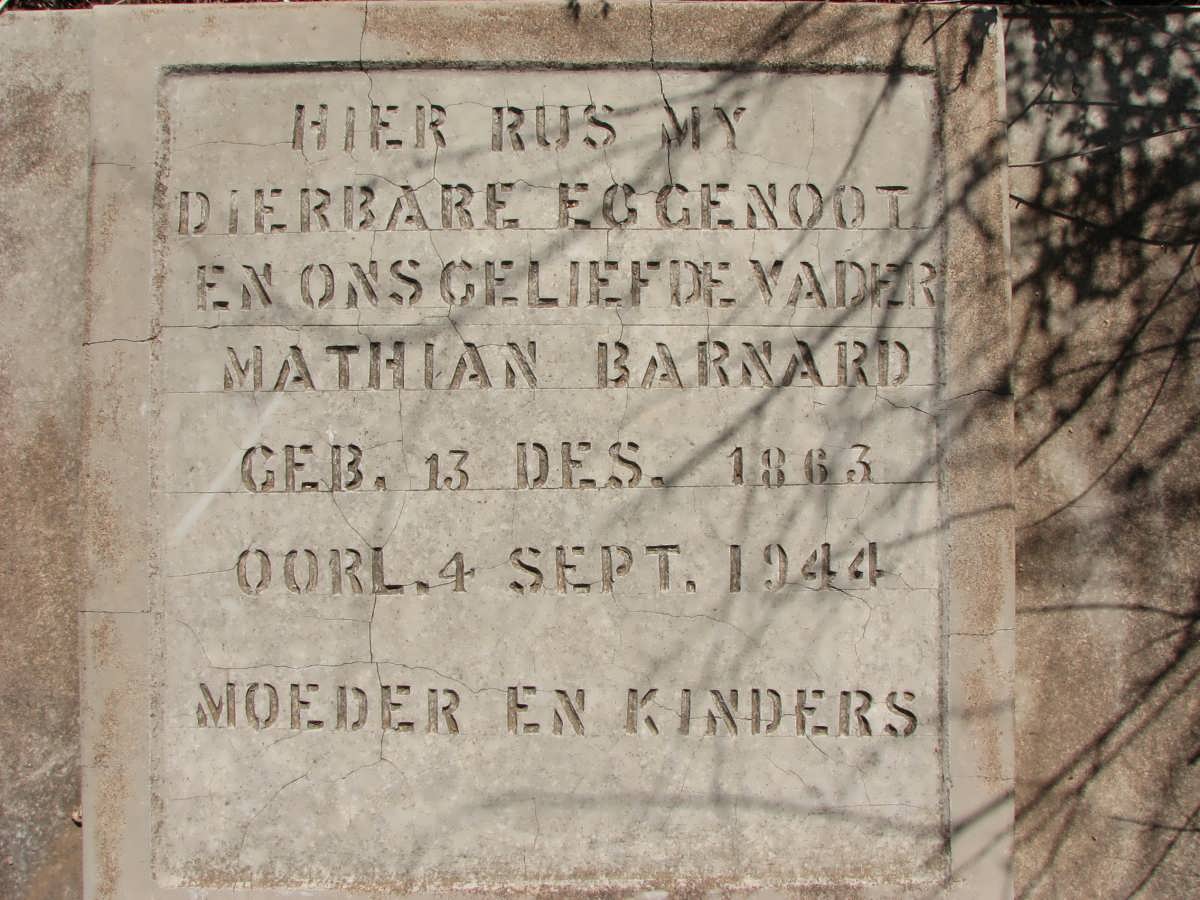 HIER RUS MY
DIERBARE EGGENOOT
EN ONS GELIEFDE VADER
MATHIAN BARNARD
GEB. 13 DES. 1863
OORL. 4 SEPT. 1944
MOEDER EN KINDERS